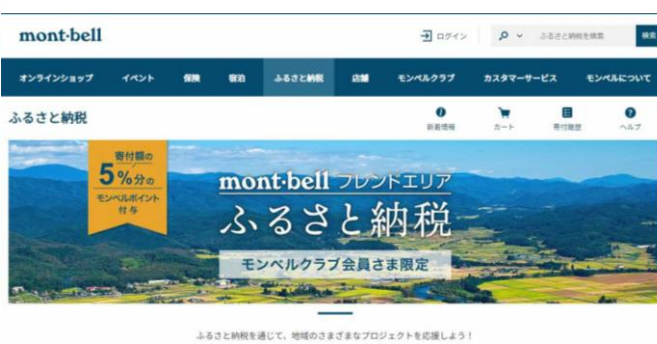 mont·bell
ログイン
ふるさと納税を検索
検索
オンラインショップ イベント 保険 宿泊 ふるさと納税 店舗 モンベルクラブ カスタマーサービス モンベルについて
ふるさと納税
新着情報 カート 寄付履歴 ヘルプ
寄付額の
5%分の
モンベルポイント
付与
mont·bell フレンドエリア
ふるさと納税
モンベルクラブ会員さま限定
ふるさと納税を通じて、地域のさまざまなプロジェクトを応援しよう!